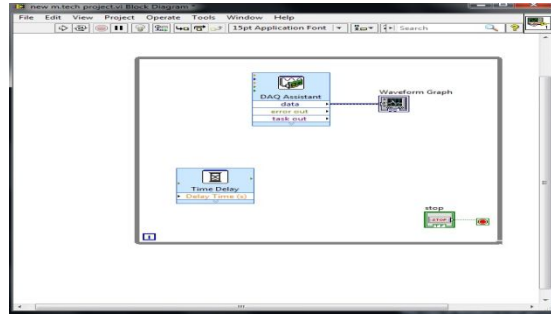 new m.tech project.vi Block Diagram *
File Edit View Project Operate Tools Window Help
15pt Application Font Search
DAQ Assistant
data
error out
task out
Waveform Graph
Time Delay
Delay Time (s)
stop
STOP
TF
i